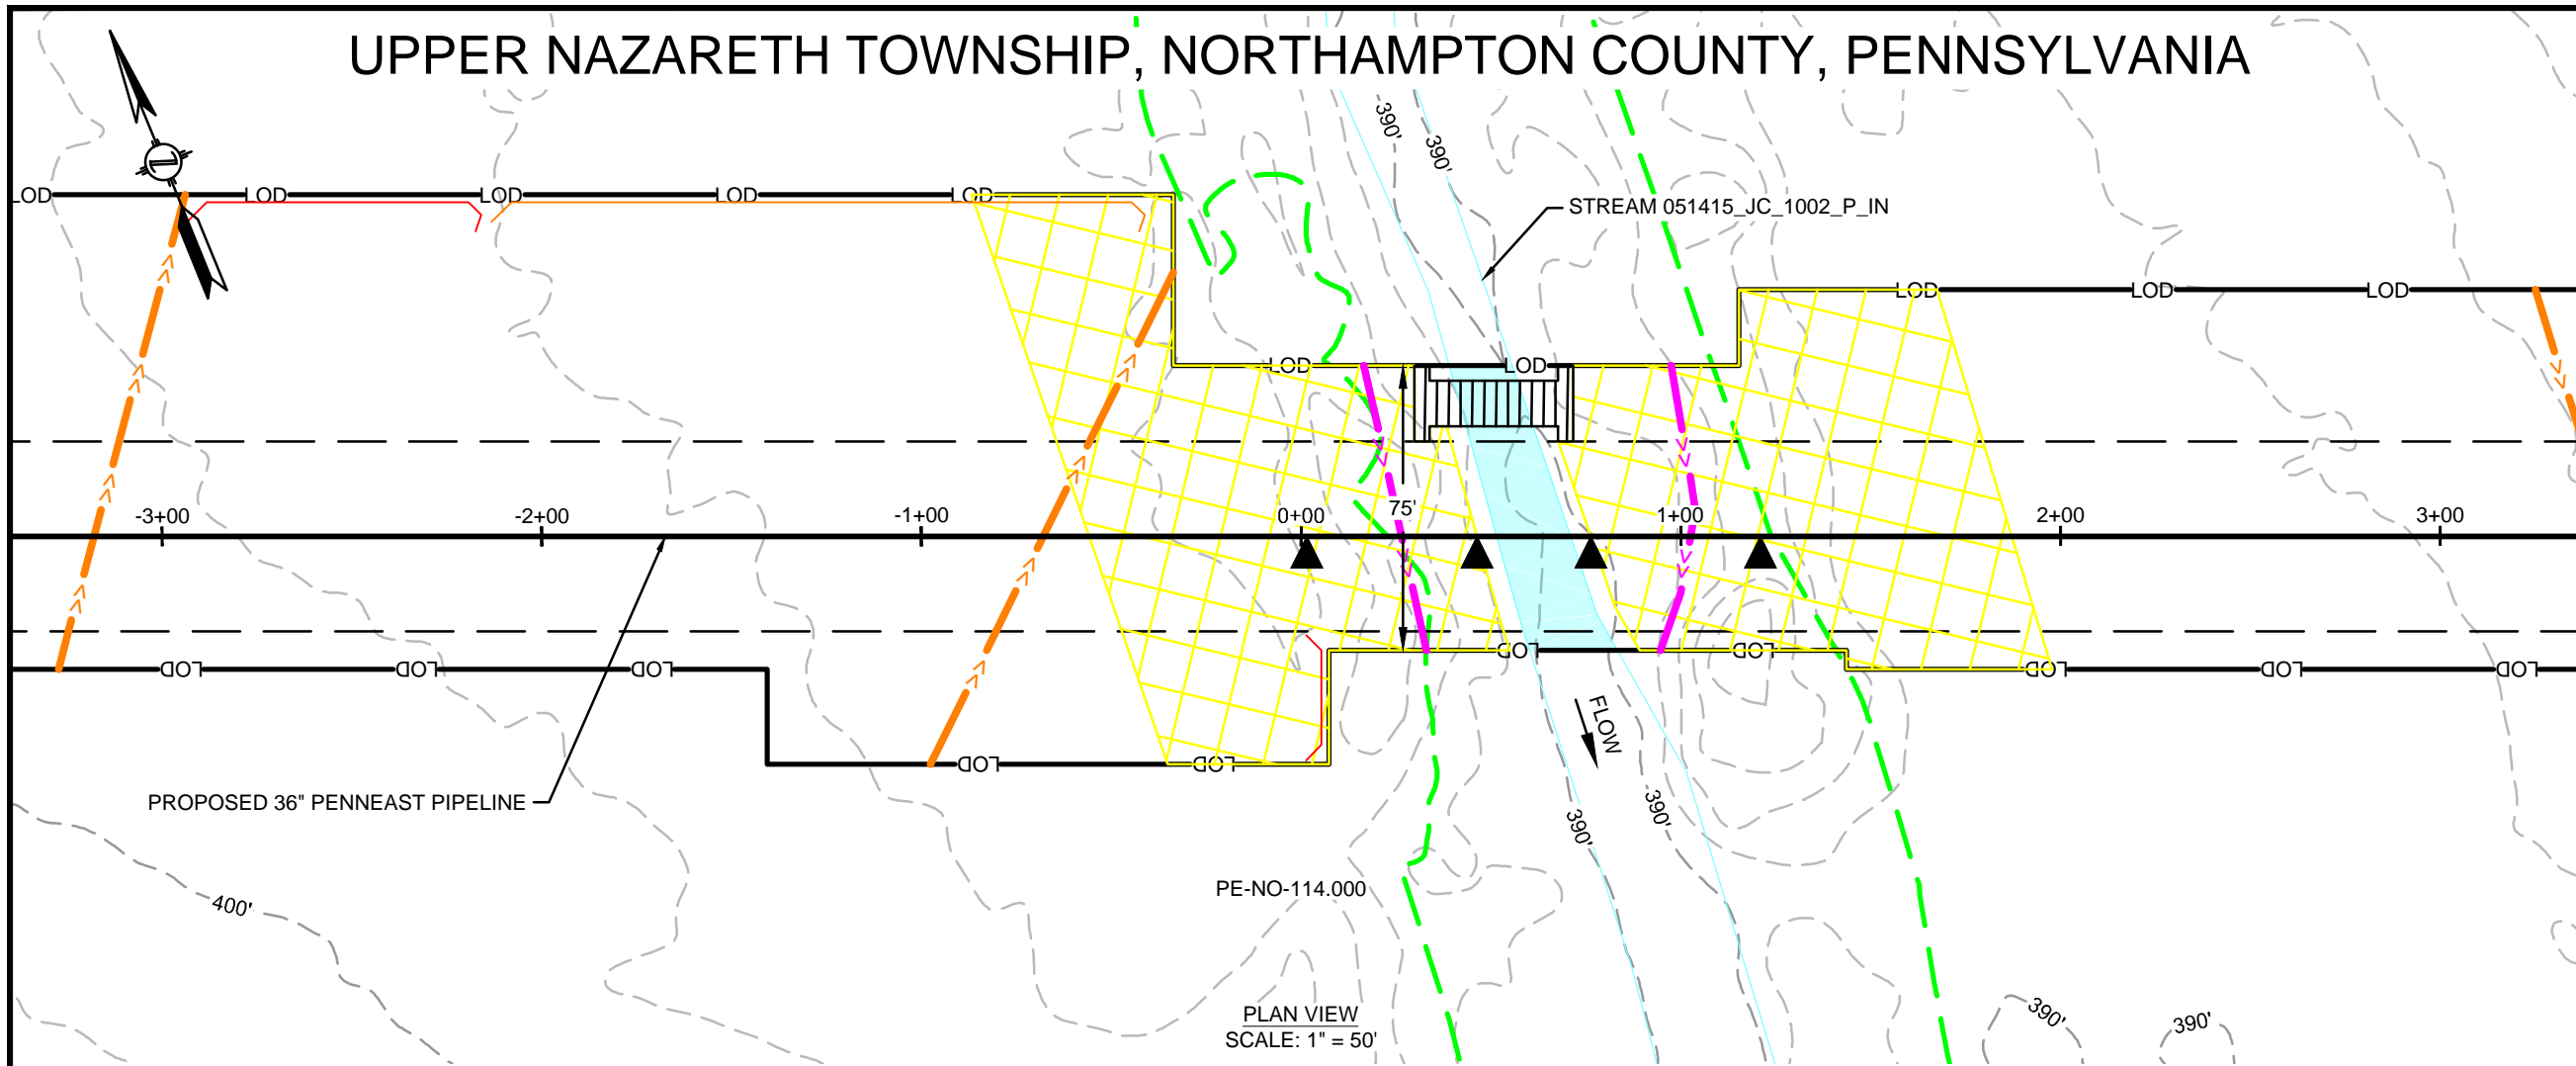 UPPER NAZARETH TOWNSHIP, NORTHAMPTON COUNTY, PENNSYLVANIA
390'
390'
LOD LOD LOD LOD LOD
STREAM 051415_JC_1002_P_IN
LOD LOD LOD
LOD LOD
75'
-3+00 -2+00 -1+00 0+00 1+00 2+00 3+00
LOD LOD
LOD LOD LOD LOD LOD LOD
FLOW
LOD LOD
PROPOSED 36" PENNEAST PIPELINE
390'
390'
PE-NO-114.000
400'
PLAN VIEW
SCALE: 1" = 50'
390'
390'